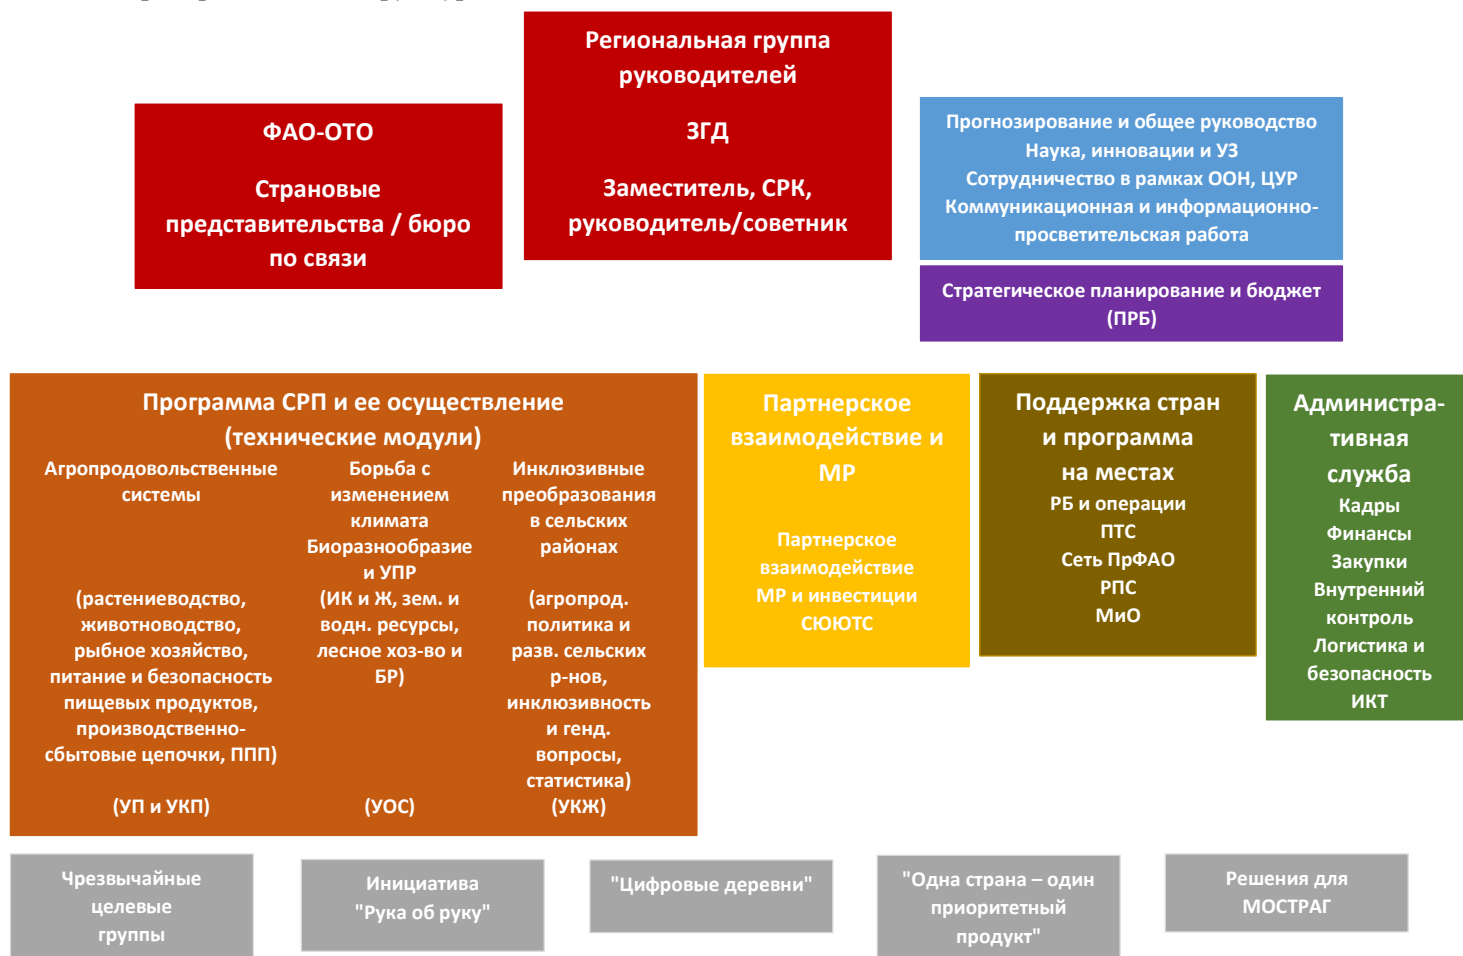 Региональная группа
руководителей
ЗГД
Заместитель, СРК,
руководитель/советник
ФАО-ОТО
Страновые
представительства / бюро
по связи
Прогнозирование и общее руководство
Наука, инновации и УЗ
Сотрудничество в рамках ООН, ЦУР
Коммуникационная и информационно-
просветительская работа
Стратегическое планирование и бюджет
(ПРБ)
Программа СРП и ее осуществление
(технические модули)
Агропродовольственные
системы
(растениеводство,
животноводство,
рыбное хозяйство,
питание и безопасность
пищевых продуктов,
производственно-
сбытовые цепочки, ППП)
(УП и УКП)
Борьба с
изменением
климата
Биоразнообразие
и УПР
(ИК и Ж, зем. и
водн. ресурсы,
лесное хоз-во и
БР)
(УОС)
Инклюзивные
преобразования
в сельских
районах
(агропрод.
политика и
разв. сельских
р-нов,
инклюзивность
и генд.
вопросы,
статистика)
(УКЖ)
Партнерское
взаимодействие и
МР
Партнерское
взаимодействие
МР и инвестиции
СЮЮТС
Поддержка стран
и программа
на местах
РБ и операции
ПТС
Сеть ПрФАО
РПС
МиО
Администра-
тивная
служба
Кадры
Финансы
Закупки
Внутренний
контроль
Логистика и
безопасность
ИКТ
Чрезвычайные
целевые
группы
Инициатива
"Рука об руку"
"Цифровые деревни"
"Одна страна – один
приоритетный
продукт"
Решения для
МОСТРАГ